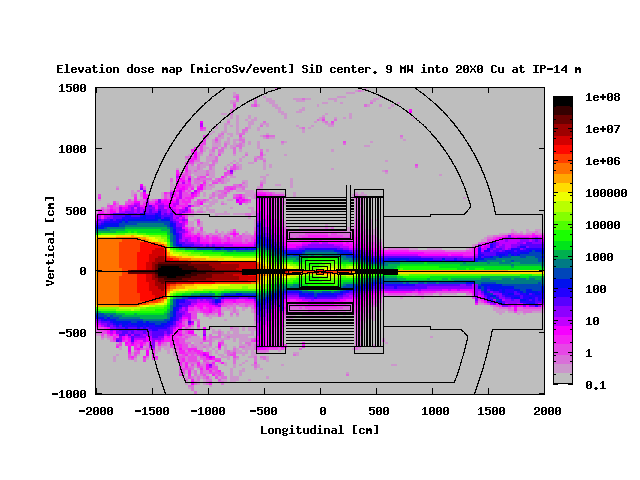 Elevation dose map [microSv/event] SiD center. 9 MW into 20X0 Cu at IP-14 m
1500
1000
500
0
-500
-1000
Vertical [cm]
-2000 -1500 -1000 -500 0 500 1000 1500 2000
Longitudinal [cm]
1e+08
1e+07
1e+06
100000
10000
1000
100
10
1
0.1